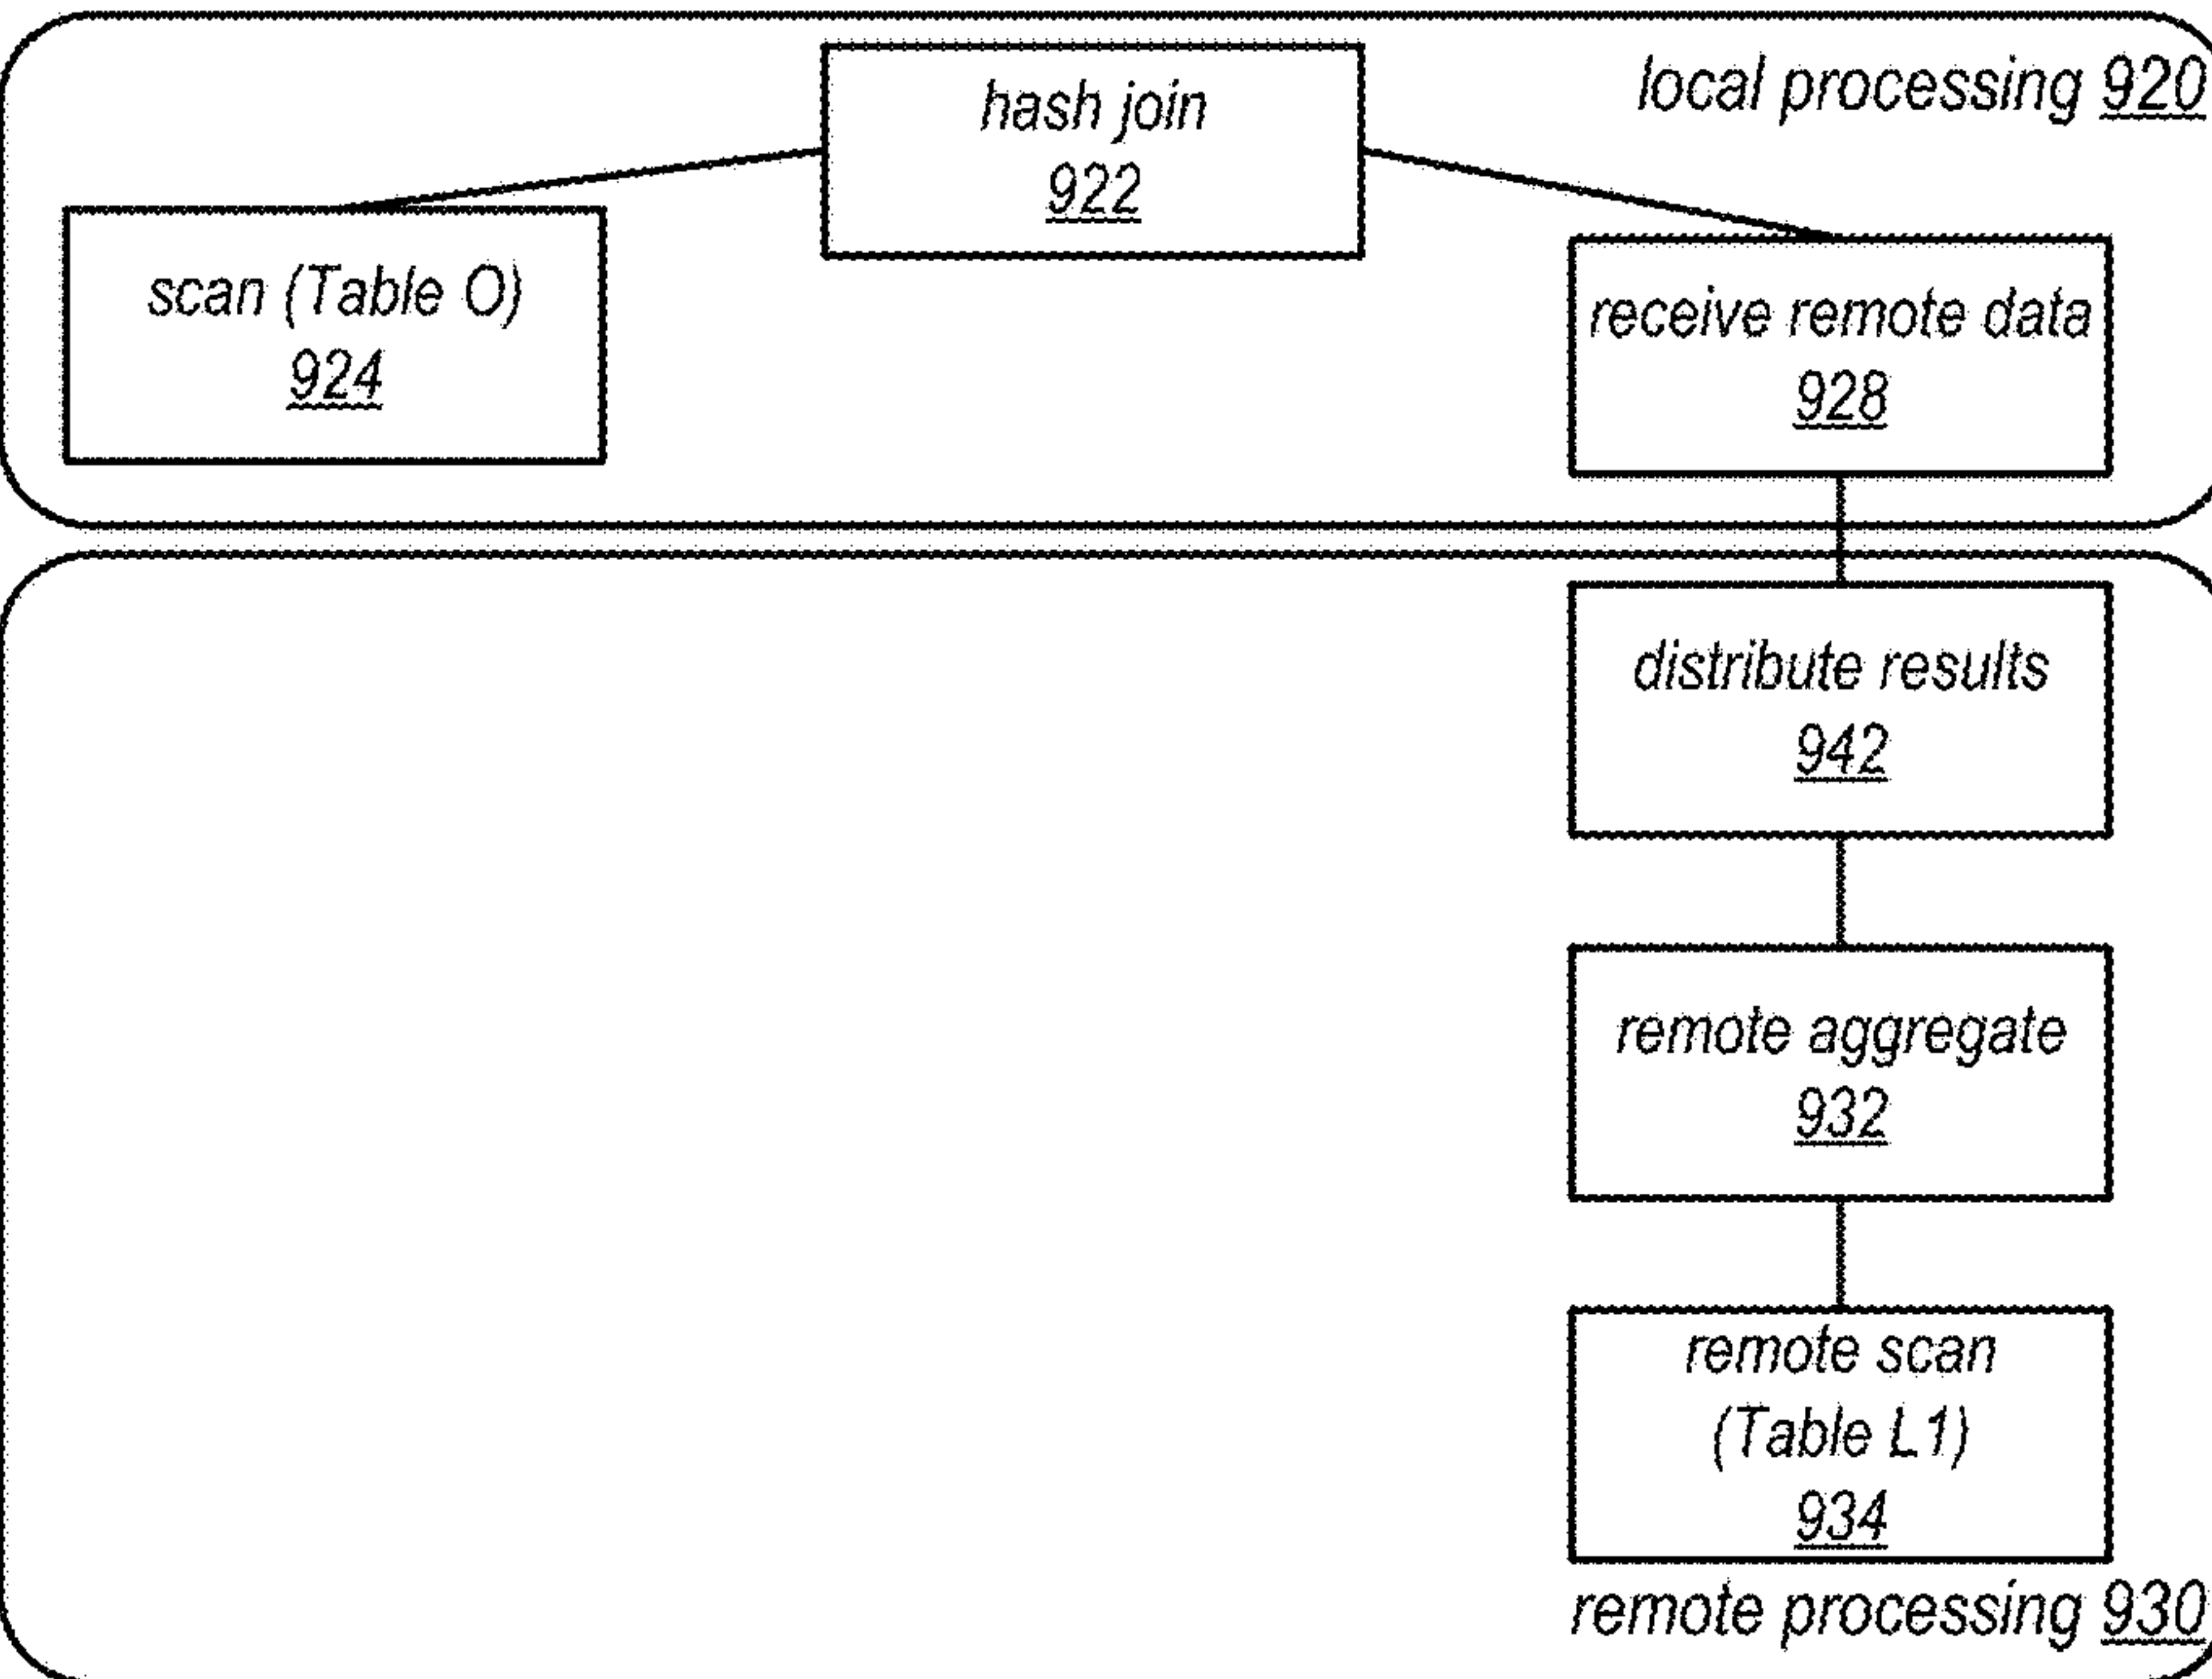 local processing 920
hash join
922
scan (Table O)
924
receive remote data
928
distribute results
942
remote aggregate
932
remote scan
(Table L1)
934
remote processing 930